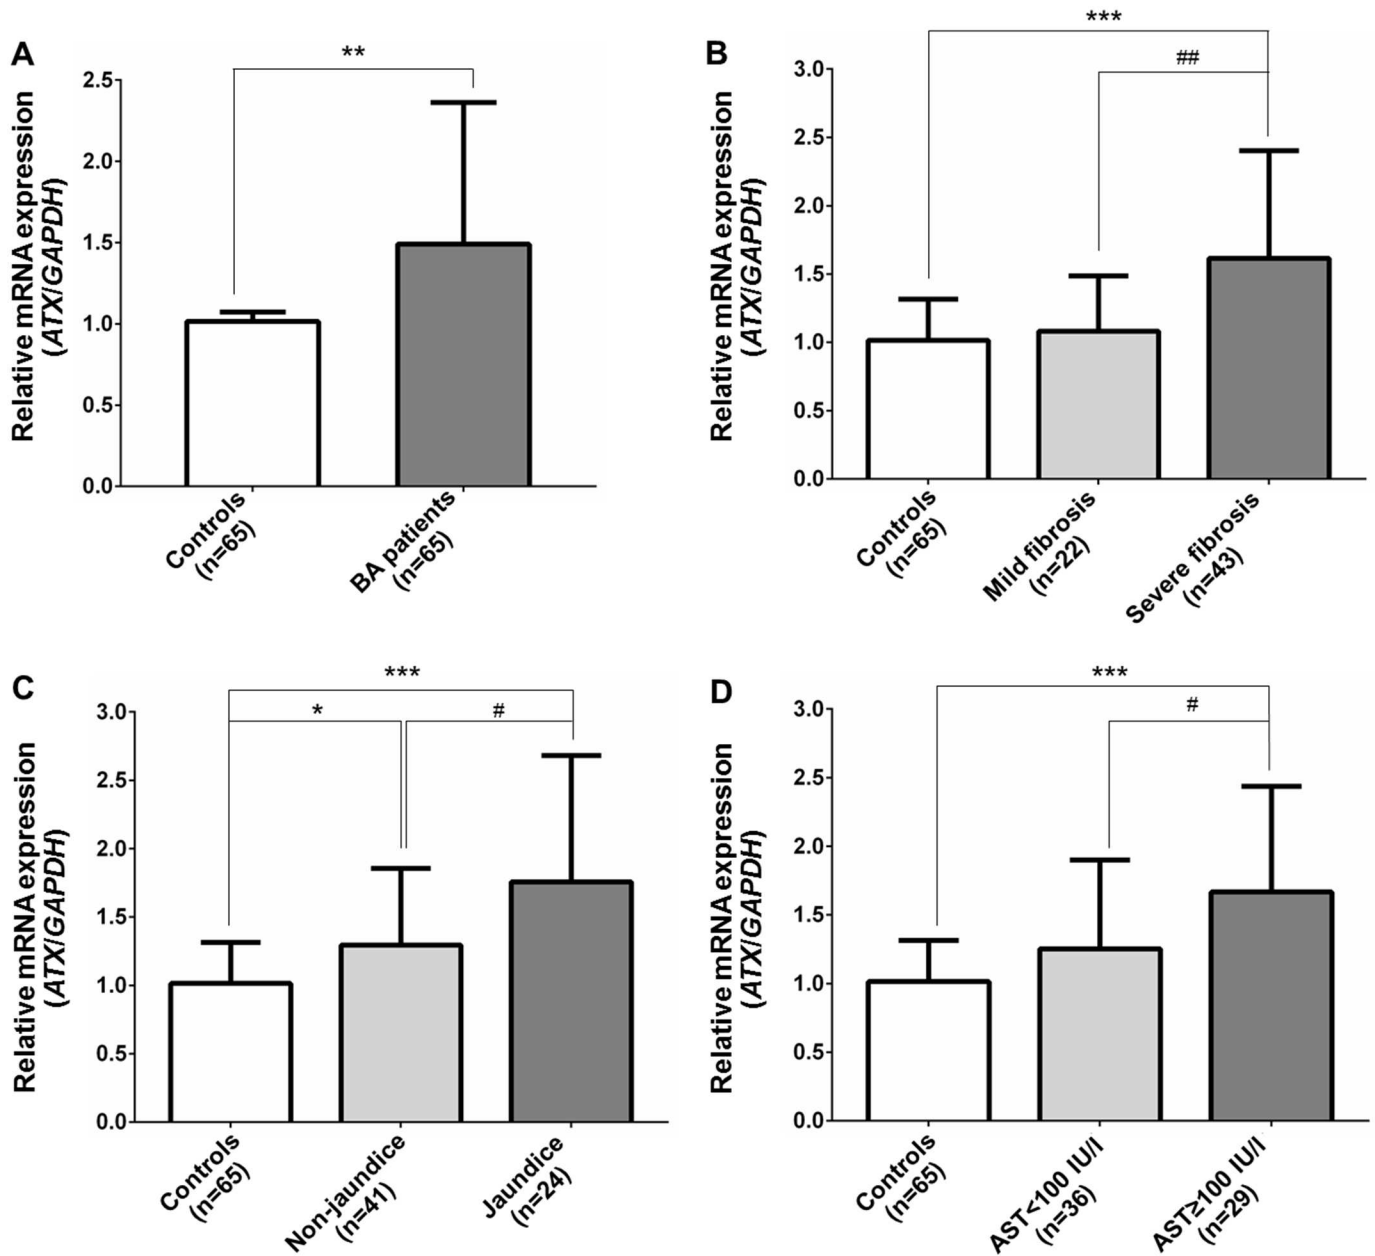 A
**
Relative mRNA expression
(ATX/GAPDH)
2.5
2.0
1.5
1.0
0.5
0.0
Controls
(n=65)
BA patients
(n=65)
B
***
##
Relative mRNA expression
(ATX/GAPDH)
3.0
2.5
2.0
1.5
1.0
0.5
0.0
Controls
(n=65)
Mild fibrosis
(n=22)
Severe fibrosis
(n=43)
C
***
*
#
Relative mRNA expression
(ATX/GAPDH)
3.0
2.5
2.0
1.5
1.0
0.5
0.0
Controls
(n=65)
Non-jaundice
(n=41)
Jaundice
(n=24)
D
***
#
Relative mRNA expression
(ATX/GAPDH)
3.0
2.5
2.0
1.5
1.0
0.5
0.0
Controls
(n=65)
AST<100 IU/l
(n=36)
AST≥100 IU/l
(n=29)